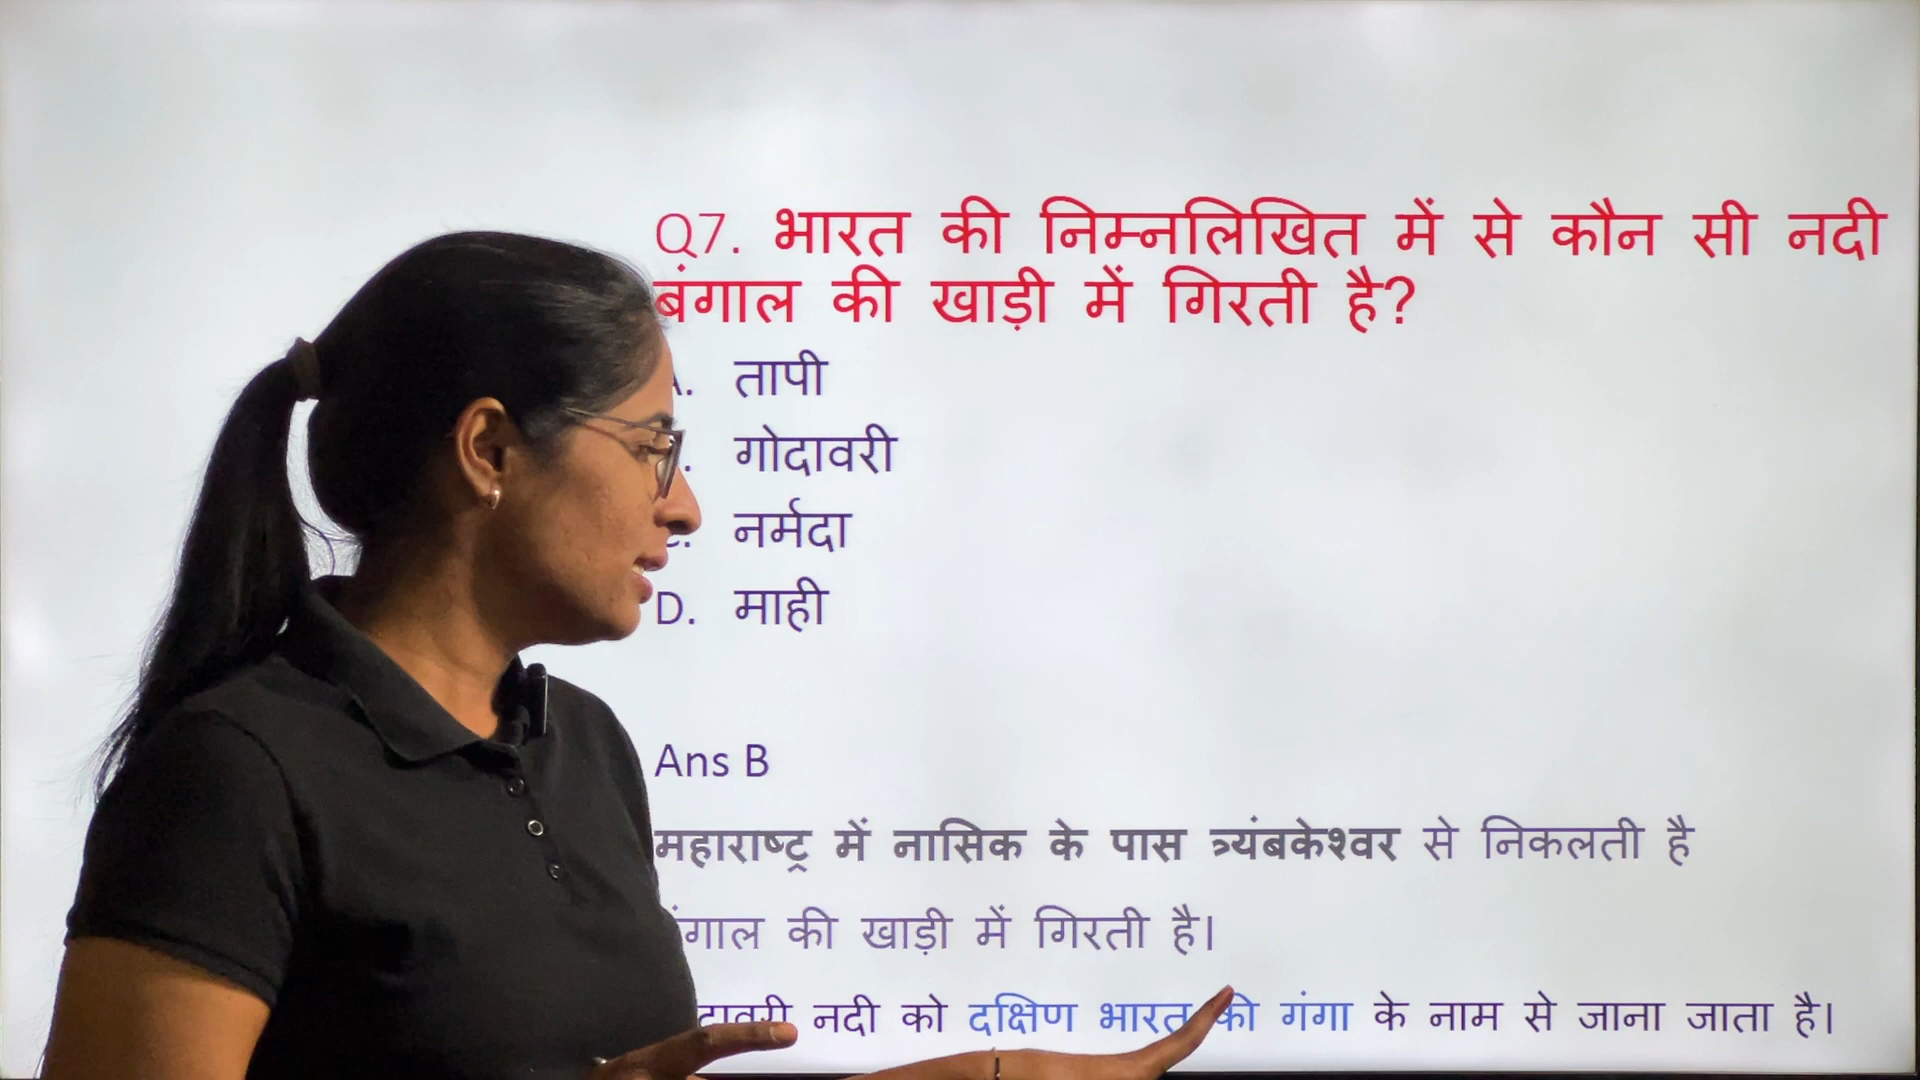 Q7. भारत की निम्नलिखित में से कौन सी नदी
बंगाल की खाड़ी में गिरती है?
A. तापी
गोदावरी
C. नर्मदा
D. माही
Ans B
महाराष्ट्र में नासिक के पास त्र्यंबकेश्वर से निकलती है
की खाड़ी में गिरती है।
नदी को दक्षिण भारत की गंगा के नाम से जाना जाता है।